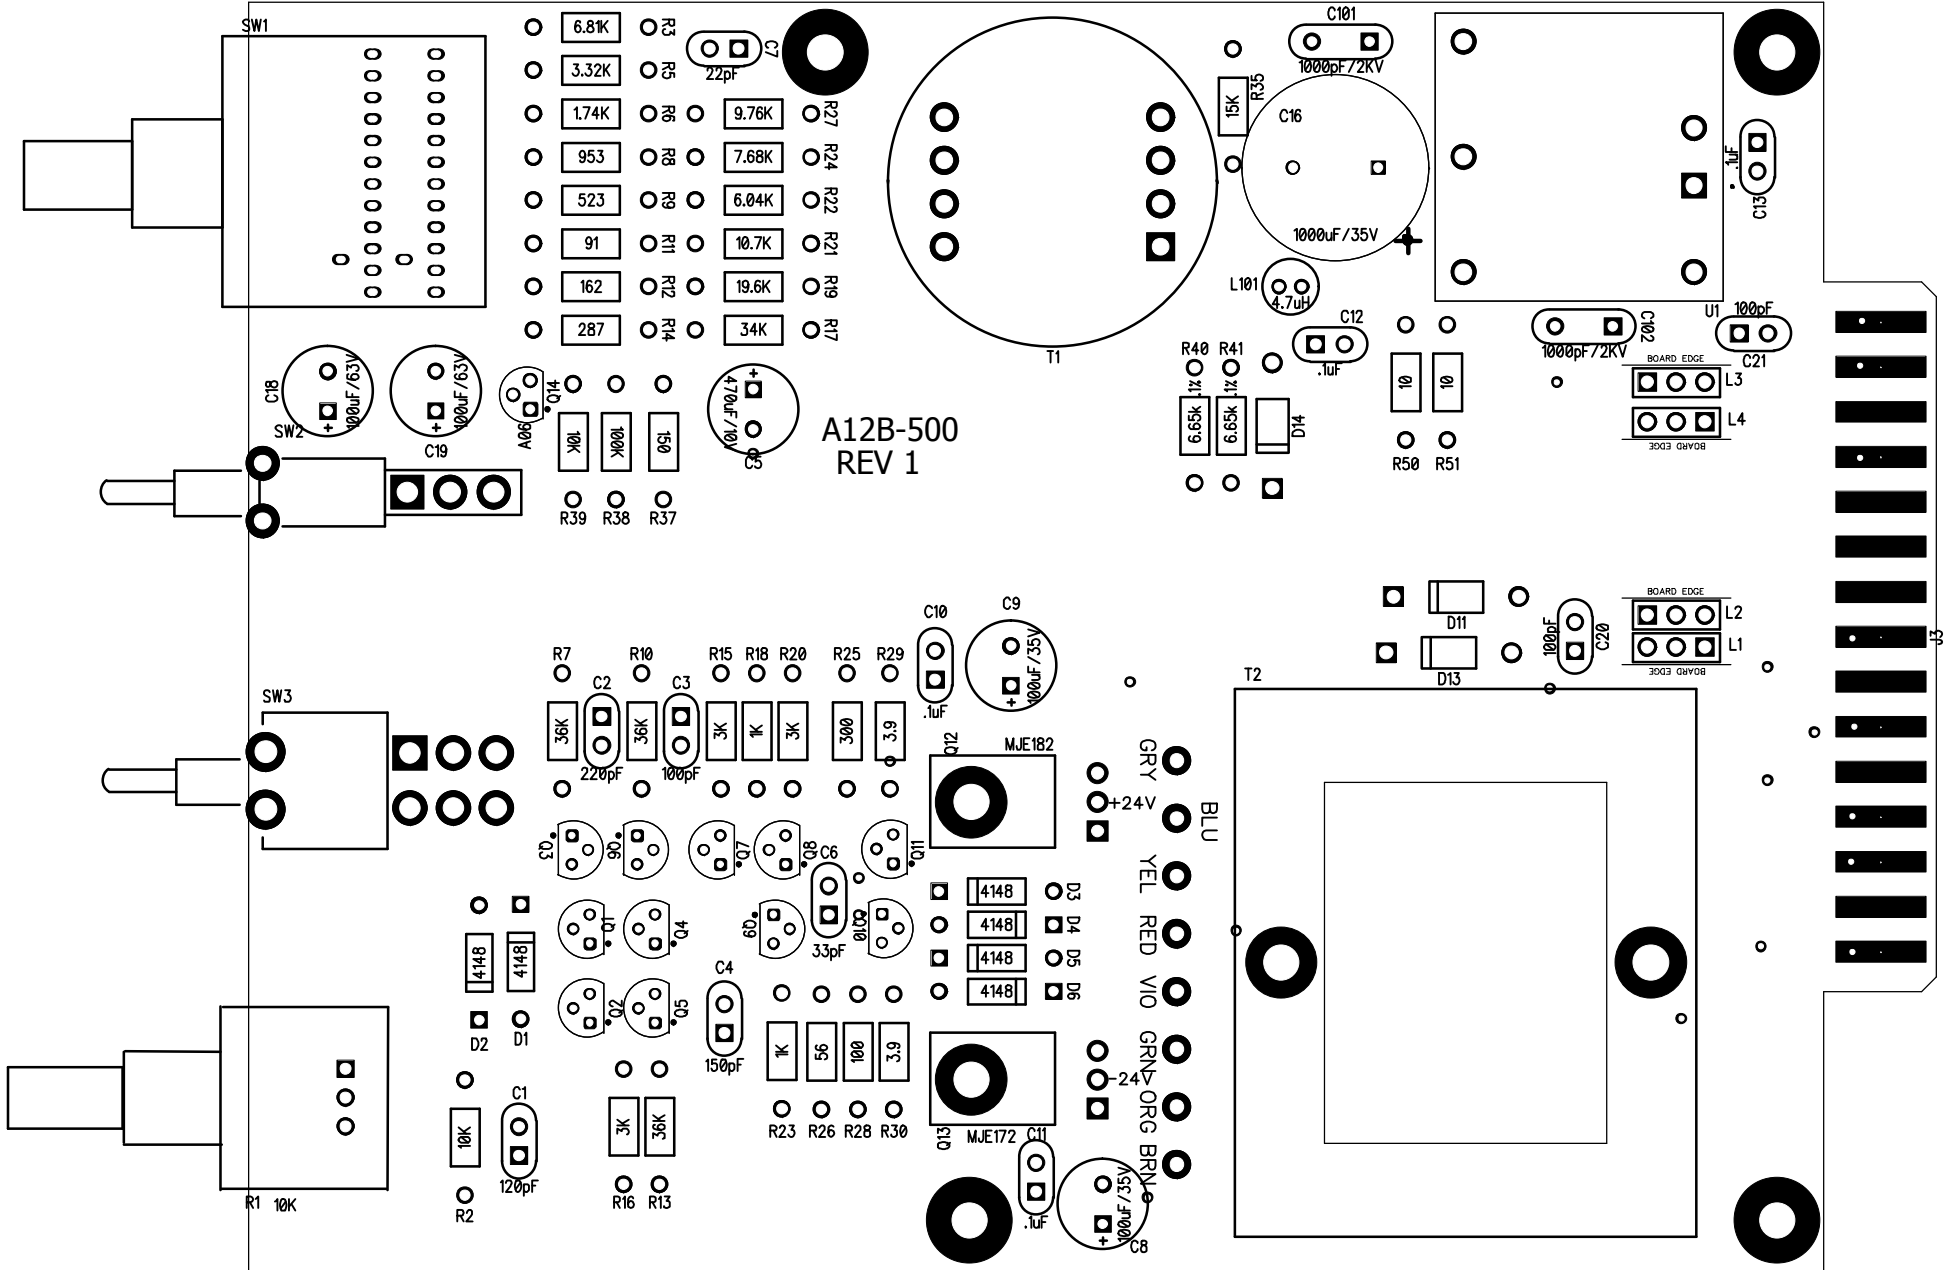 SW1
6.81K R3
3.32K R5
1.74K R6
953 R8
523 R9
91 R11
162 R12
287 R14
C7
22pF
9.76K R27
7.68K R24
6.04K R22
10.7K R21
19.6K R19
34K R17
T1
15K R35
C101
1000pF/2KV
C16
1000uF/35V
+
L101
4.7uH
C12
.1uF
.1uF
C13
U1
100pF
C21
C102
1000pF/2KV
BOARD EDGE
L3
L4
BOARD EDGE
C18
100uF/63V
+
100uF/63V
+
C19
Q14
A06
SW2
10K
R39
100K
R38
150
R37
+
470uF/10V
C5
A12B-500
REV 1
R40
.1%
6.65k
R41
.1%
6.65k
D14
10
R50
10
R51
D11
D13
100pF
C20
BOARD EDGE
L2
L1
BOARD EDGE
J3
SW3
R7
36K
C2
220pF
R10
36K
C3
100pF
R15
3K
R18
1K
R20
3K
R25
300
R29
3.9
C10
.1uF
C9
100uF/35V
+
Q12
MJE182
+24V
Q3
Q6
Q7
Q8
C6
33pF
Q11
Q1
Q4
Q9
Q10
Q2
Q5
4148
D2
4148
D1
4148 D3
4148 D4
4148 D5
4148 D6
C4
150pF
1K
R23
56
R26
100
R28
3.9
R30
Q13
MJE172
-24V
C11
.1uF
100uF/35V
+
C8
GRY
BLU
YEL
RED
VIO
GRN
ORG
BRN
T2
R1 10K
10K
R2
C1
120pF
3K
R16
36K
R13